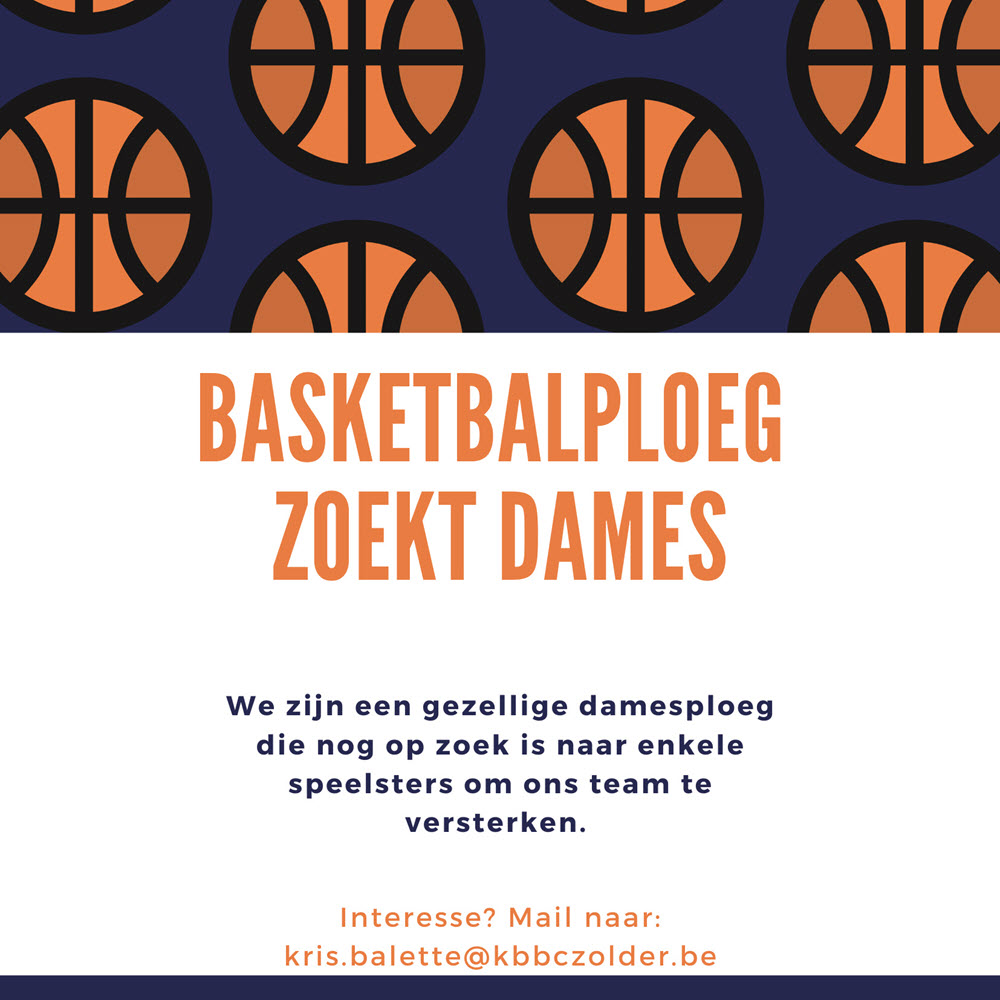 BASKETBALPLOEG
ZOEKT DAMES
We zijn een gezellige damesploeg
die nog op zoek is naar enkele
speelsters om ons team te
versterken.
Interesse? Mail naar:
kris.balette@kbbczolder.be